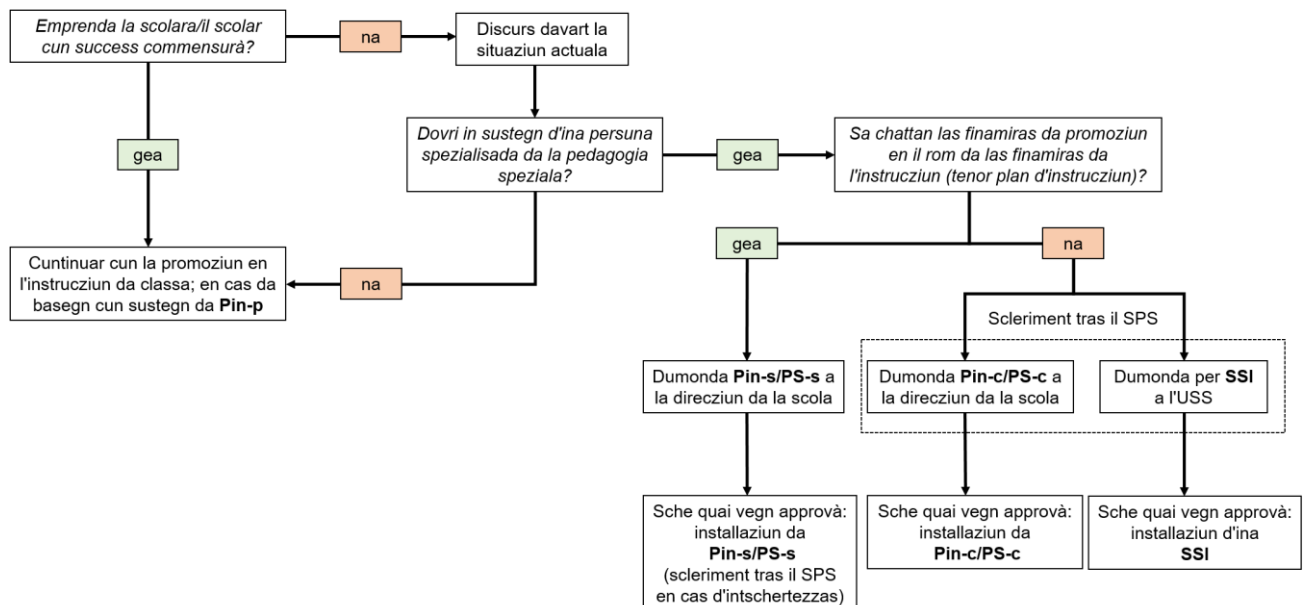 Emprenda la scolara/il scolar
cun success commensurà?
na
Discurs davart la
situaziun actuala
gea
Dovri in sustegn d'ina persuna
spezialisada da la pedagogia
speziala?
gea
Sa chattan las finamiras da promoziun
en il rom da las finamiras da
l'instrucziun (tenor plan d'instrucziun)?
Cuntinuar cun la promoziun en
l'instrucziun da classa; en cas da
basegn cun sustegn da Pin-p
na
gea
na
Scleriment tras il SPS
Dumonda Pin-s/PS-s a
la direcziun da la scola
Dumonda Pin-c/PS-c a
la direcziun da la scola
Dumonda per SSI
a l'USS
Sche quai vegn approvà:
installaziun da
Pin-s/PS-s
(scleriment tras il SPS
en cas d'intschertezzas)
Sche quai vegn approvà:
installaziun da
Pin-c/PS-c
Sche quai vegn approvà:
installaziun d'ina
SSI